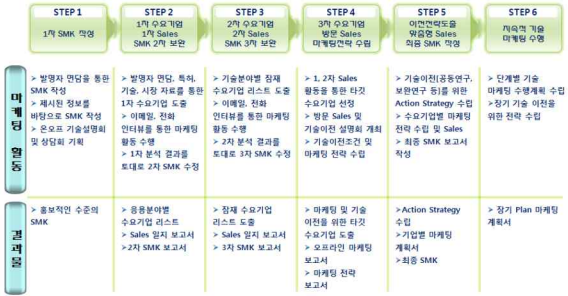 STEP 1
1차 SMK 작성
STEP 2
1차 수요기업
1차 Sales
SMK 2차 보완
STEP 3
2차 수요기업
2차 Sales
SMK 3차 보완
STEP 4
3차 수요기업
방문 Sales
마케팅전략 수립
STEP 5
이전전략도출
맞춤형 Sales
최종 SMK 작성
STEP 6
지속적 기술
마케팅 수행
마케팅 활동
➢ 발명자 면담을 통한
SMK 작성
➢ 제시된 정보를
바탕으로 SMK 작성
➢ 온오프 기술설명회
및 상담회 기획
➢ 발명자 면담, 특허,
기술, 시장 자료를 통한
1차 수요기업 도출
➢ 이메일, 전화
인터뷰를 통한 마케팅
활동 수행
➢ 1차 분석 결과를
토대로 2차 SMK 수정
➢ 기술분야별 잠재
수요기업 리스트 도출
➢ 이메일, 전화
인터뷰를 통한 마케팅
활동 수행
➢ 2차 분석 결과를
토대로 3차 SMK 수정
➢ 1, 2차 Sales
활동을 통한 타깃
수요기업 선정
➢ 방문 Sales 및
기술이전 설명회 개최
➢ 기술이전조건 및
마케팅 전략 수립
➢ 기술이전(공동연구,
보완연구 등)를 위한
Action Strategy 수립
➢ 수요기업별 마케팅
전략 수립 및 Sales
➢ 최종 SMK 보고서
작성
➢ 단계별 기술
마케팅 수행계획 수립
➢장기 기술 이전을
위한 전략 수립
결과물
➢ 홍보적인 수준의
SMK
➢ 응용분야별
수요기업 리스트
➢ Sales 일지 보고서
➢2차 SMK 보고서
➢ 잠재 수요기업
리스트 도출
➢ Sales 일지 보고서
➢ 3차 SMK 보고서
➢ 마케팅 및 기술
이전을 위한 타깃
수요기업 도출
➢ 오프라인 마케팅
보고서
➢ 마케팅 전략
보고서
➢Action Strategy
수립
➢기업별 마케팅
계획서
➢최종 SMK
➢ 장기 Plan 마케팅
계획서